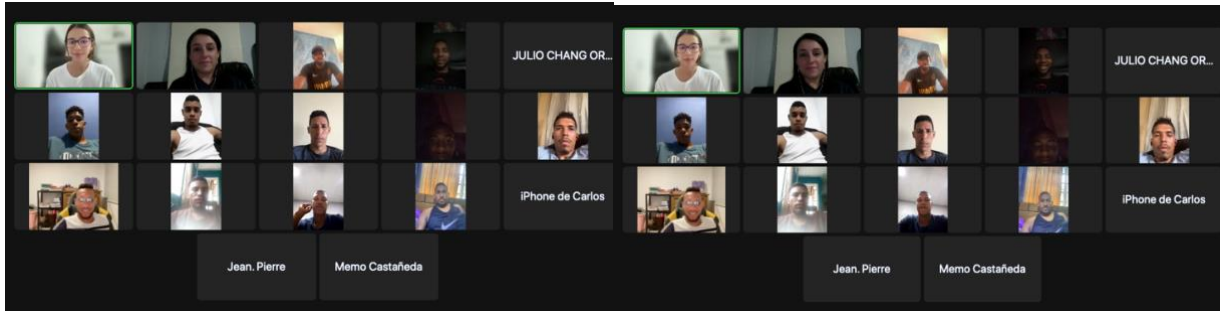 JULIO CHANG OR...
iPhone de Carlos
Jean. Pierre
Memo Castañeda
JULIO CHANG OR...
iPhone de Carlos
Jean. Pierre
Memo Castañeda